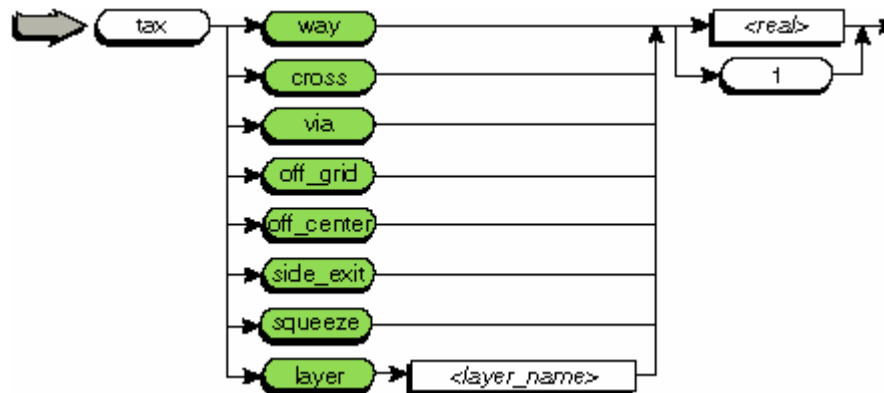 tax way <real>
cross 1
via
off_grid
off_center
side_exit
squeeze
layer <layer_name>